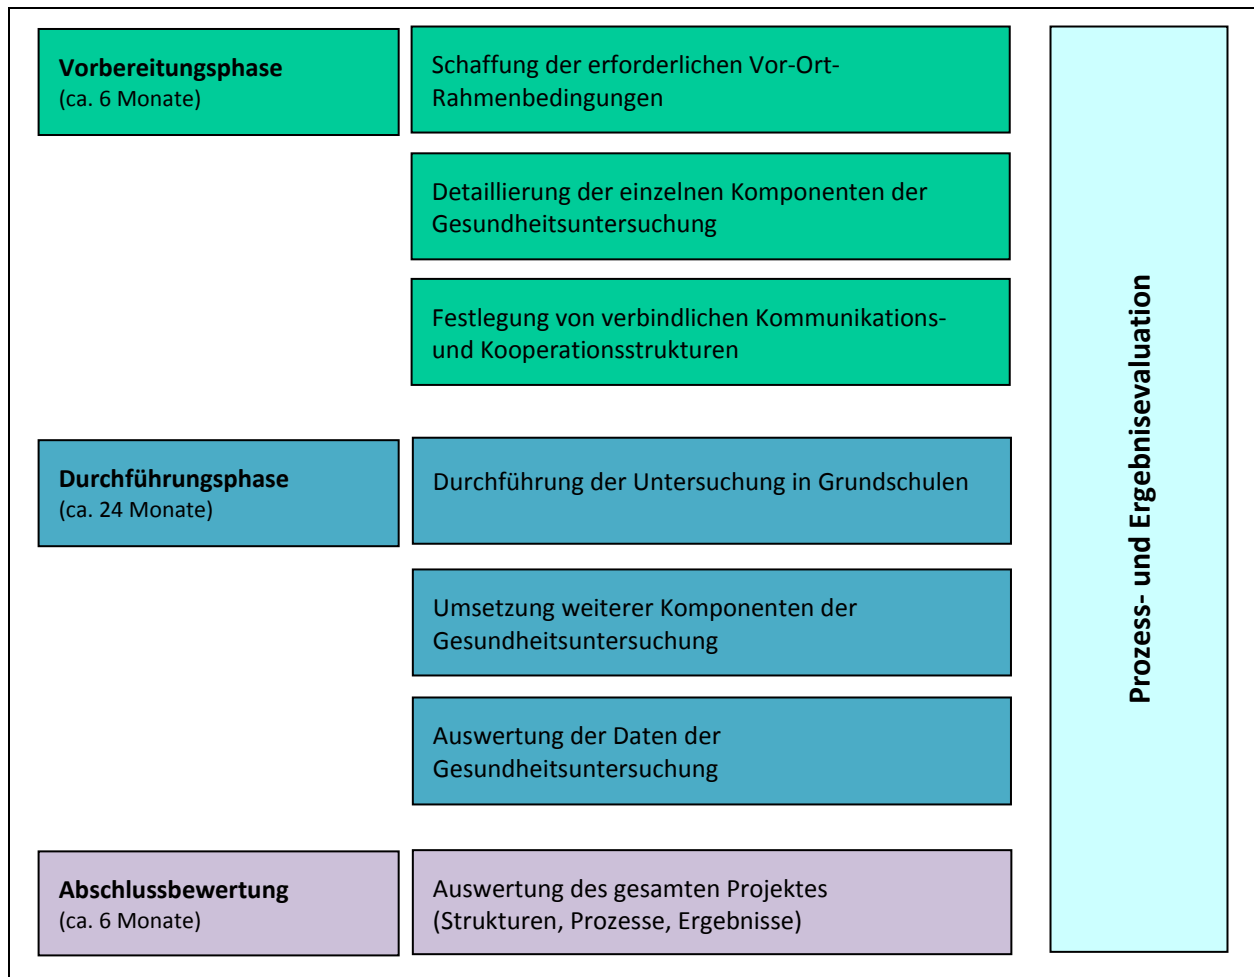 Vorbereitungsphase
(ca. 6 Monate)
Schaffung der erforderlichen Vor-Ort-
Rahmenbedingungen
Detaillierung der einzelnen Komponenten der
Gesundheitsuntersuchung
Festlegung von verbindlichen Kommunikations-
und Kooperationsstrukturen
Durchführungsphase
(ca. 24 Monate)
Durchführung der Untersuchung in Grundschulen
Umsetzung weiterer Komponenten der
Gesundheitsuntersuchung
Auswertung der Daten der
Gesundheitsuntersuchung
Abschlussbewertung
(ca. 6 Monate)
Auswertung des gesamten Projektes
(Strukturen, Prozesse, Ergebnisse)
Prozess- und Ergebnisevaluation